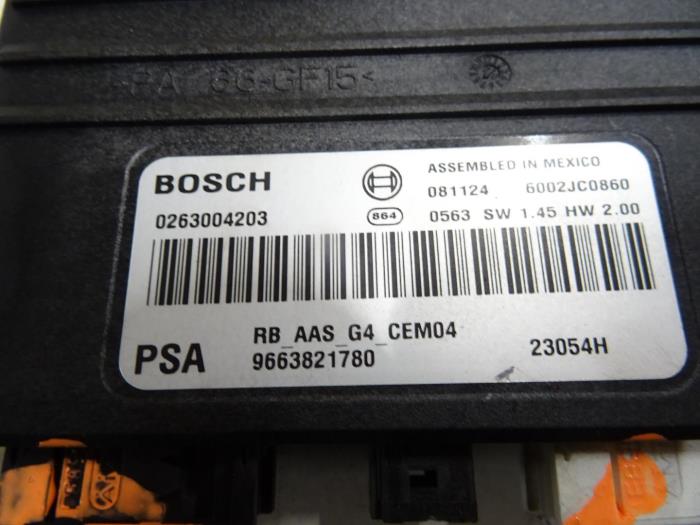 >PA 66-GF15<
BOSCH
ASSEMBLED IN MEXICO
081124 6002JC0860
0263004203
864
0563 SW 1.45 HW 2.00
RB_AAS_G4_CEM04
PSA
9663821780
23054H